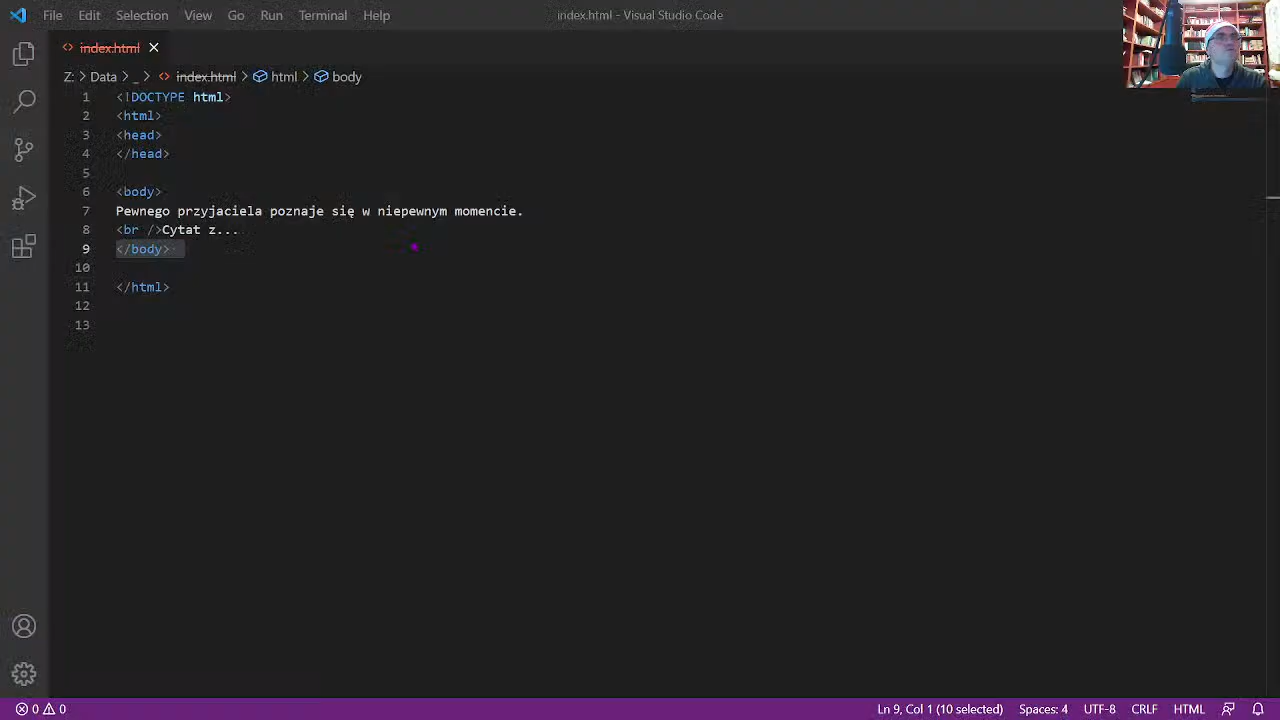 File Edit Selection View Go Run Terminal Help index.html - Visual Studio Code
index.html
Z: > Data > _ > index.html > html > body
1 <!DOCTYPE html>
2 <html>
3 <head>
4 </head>
5
6 <body>
7 Pewnego przyjaciela poznaje się w niepewnym momencie.
8 <br />Cytat z...
9 </body>
10
11 </html>
12
13
0 0 Ln 9, Col 1 (10 selected) Spaces: 4 UTF-8 CRLF HTML